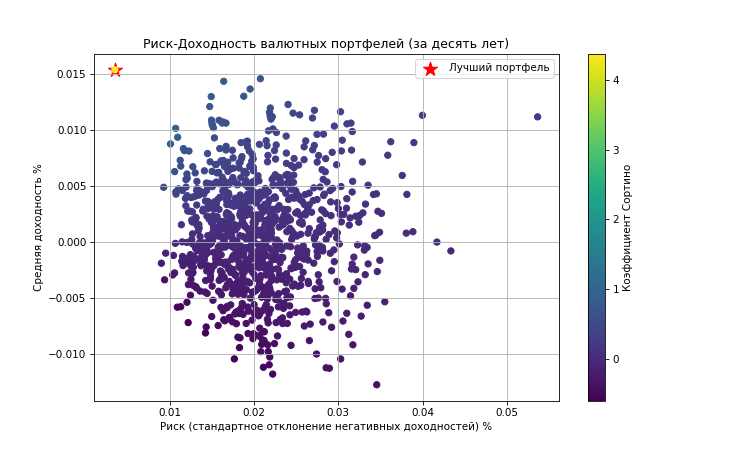 Риск-Доходность валютных портфелей (за десять лет)
Лучший портфель
0.015
0.010
0.005
0.000
−0.005
−0.010
Средняя доходность %
0.01 0.02 0.03 0.04 0.05
Риск (стандартное отклонение негативных доходностей) %
4
3
2
1
0
Коэффициент Сортино